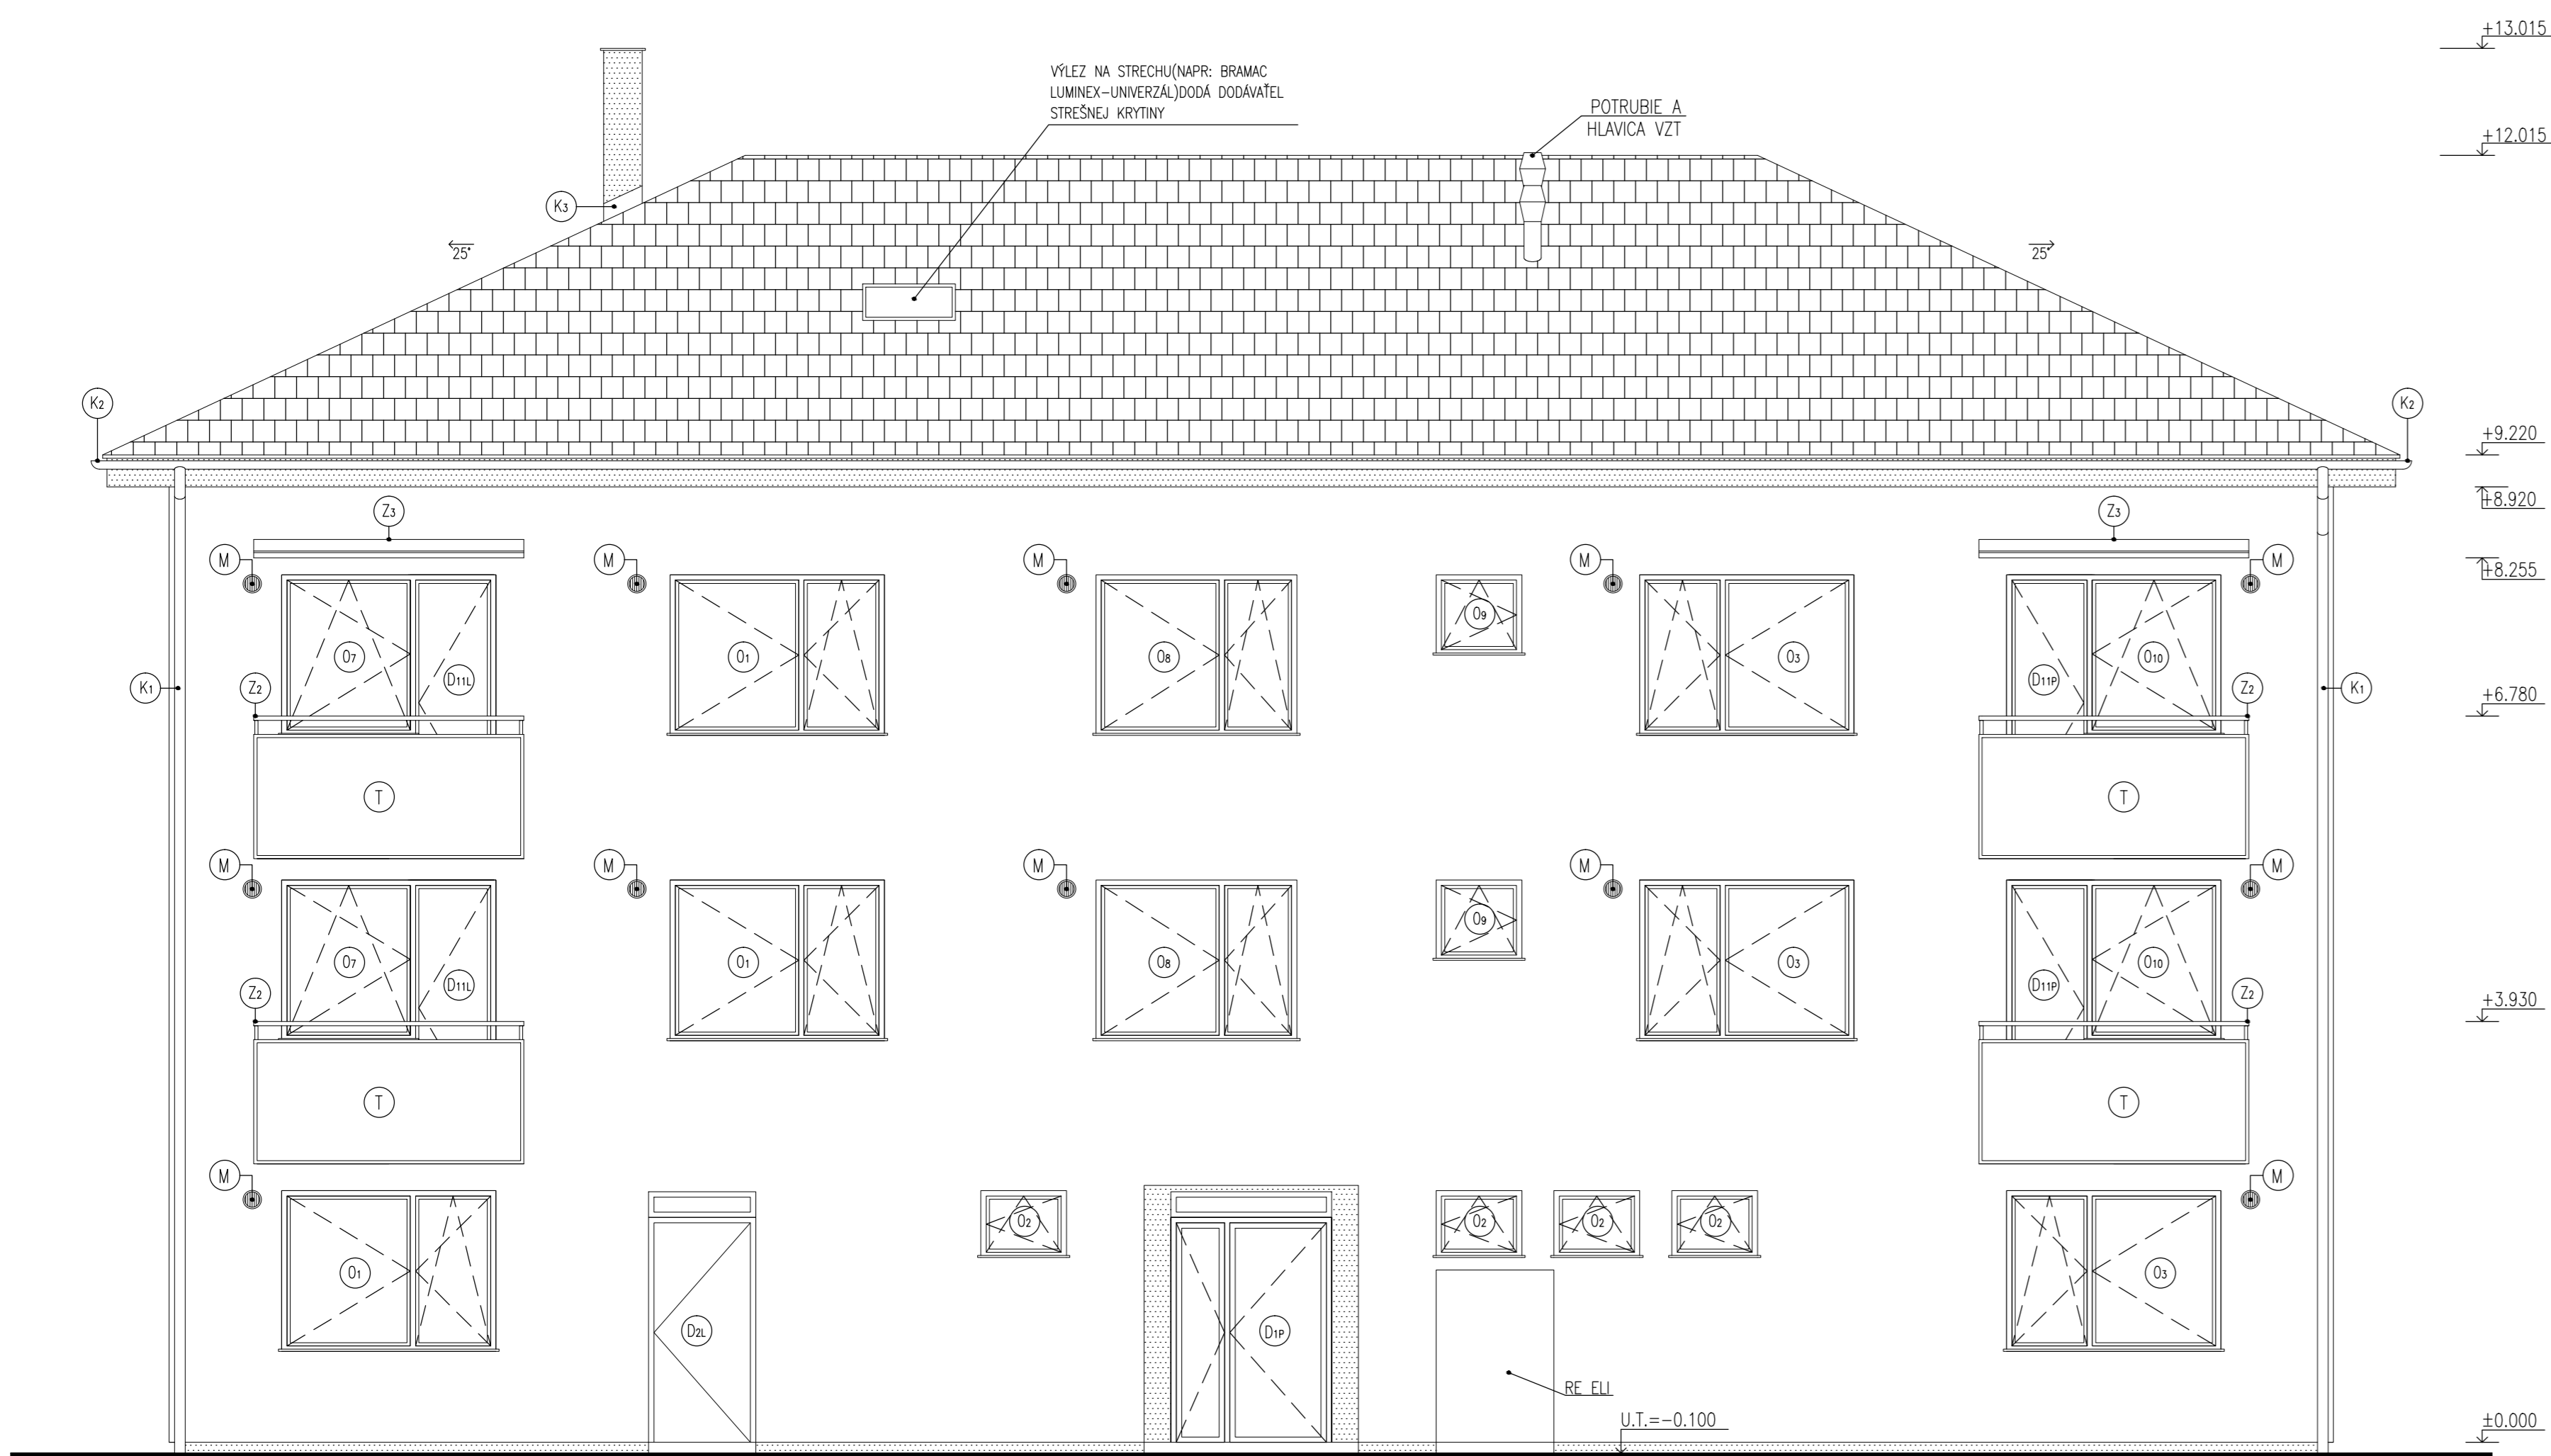 +13.015
VÝLEZ NA STRECHU(NAPR: BRAMAC
LUMINEX-UNIVERZÁL)DODÁ DODÁVATEĽ
STREŠNEJ KRYTINY
POTRUBIE A
HLAVICA VZT
+12.015
K3
25°
25°
K2
K2
+9.220
+8.920
Z3
Z3
M
M
M
M
M
+8.255
O9
O7
O1
O8
O3
O10
D11L
D11P
K1
Z2
Z2
K1
+6.780
T
T
M
M
M
M
M
O9
O7
O1
O8
O3
O10
D11L
D11P
Z2
Z2
+3.930
T
T
M
M
O2
O2
O2
O2
O1
O3
D2L
D1P
RE ELI
U.T.=-0.100
±0.000